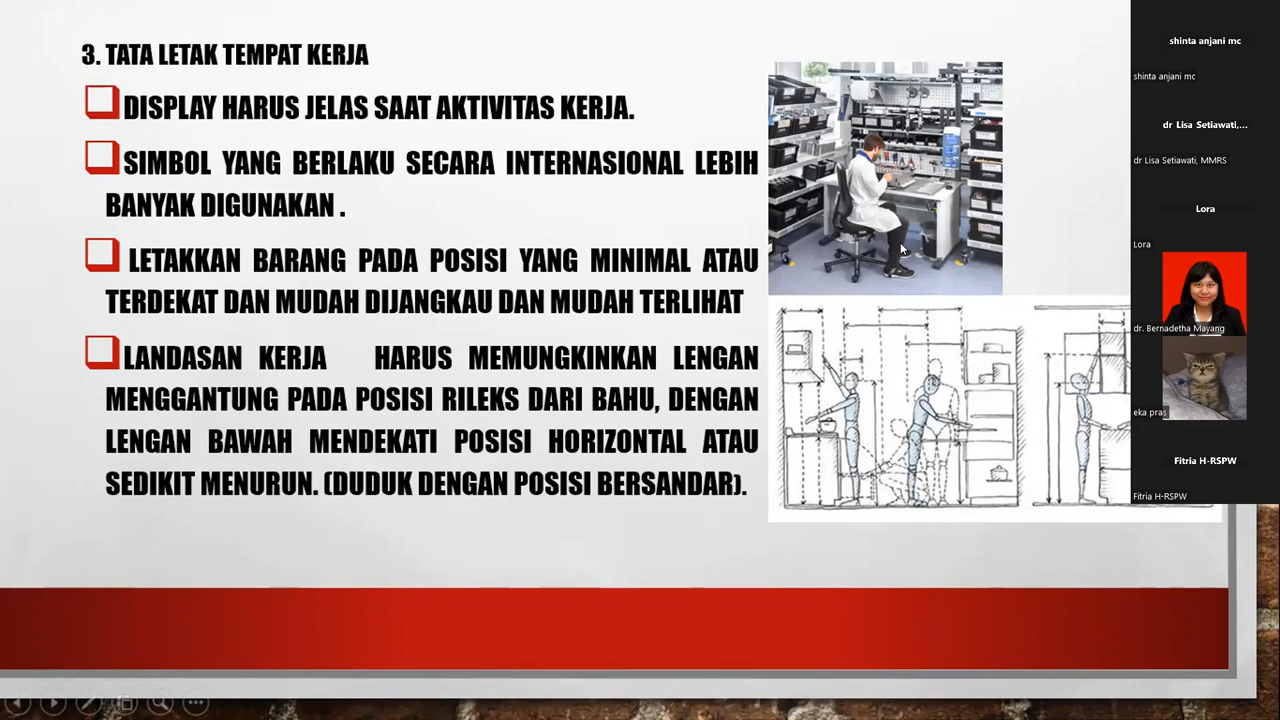 3. TATA LETAK TEMPAT KERJA
DISPLAY HARUS JELAS SAAT AKTIVITAS KERJA.
SIMBOL YANG BERLAKU SECARA INTERNASIONAL LEBIH
BANYAK DIGUNAKAN .
LETAKKAN BARANG PADA POSISI YANG MINIMAL ATAU
TERDEKAT DAN MUDAH DIJANGKAU DAN MUDAH TERLIHAT
LANDASAN KERJA HARUS MEMUNGKINKAN LENGAN
MENGGANTUNG PADA POSISI RILEKS DARI BAHU, DENGAN
LENGAN BAWAH MENDEKATI POSISI HORIZONTAL ATAU
SEDIKIT MENURUN. (DUDUK DENGAN POSISI BERSANDAR).
shinta anjani mc
shinta anjani mc
dr Lisa Setiawati,...
dr Lisa Setiawati, MMRS
Lora
Lora
dr. Bernadetha Mayang
eka pras
Fitria H-RSPW
Fitria H-RSPW